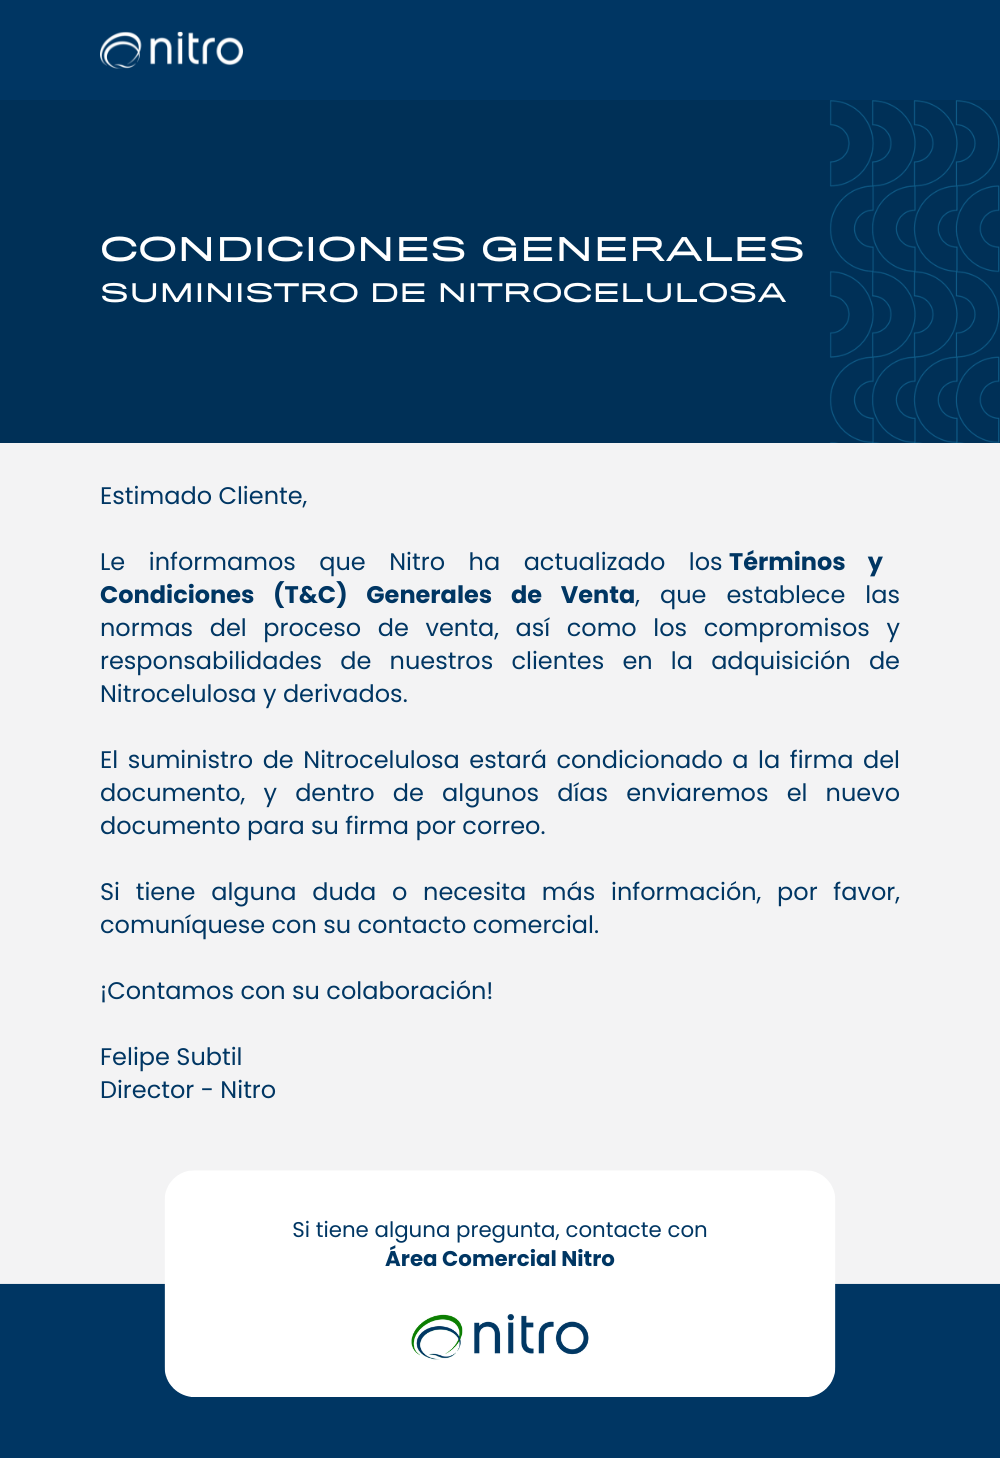 nitro
CONDICIONES GENERALES
SUMINISTRO DE NITROCELULOSA
Estimado Cliente,
Le informamos que Nitro ha actualizado los Términos y
Condiciones (T&C) Generales de Venta, que establece las
normas del proceso de venta, así como los compromisos y
responsabilidades de nuestros clientes en la adquisición de
Nitrocelulosa y derivados.
El suministro de Nitrocelulosa estará condicionado a la firma del
documento, y dentro de algunos días enviaremos el nuevo
documento para su firma por correo.
Si tiene alguna duda o necesita más información, por favor,
comuníquese con su contacto comercial.
¡Contamos con su colaboración!
Felipe Subtil
Director - Nitro
Si tiene alguna pregunta, contacte con
Área Comercial Nitro
nitro